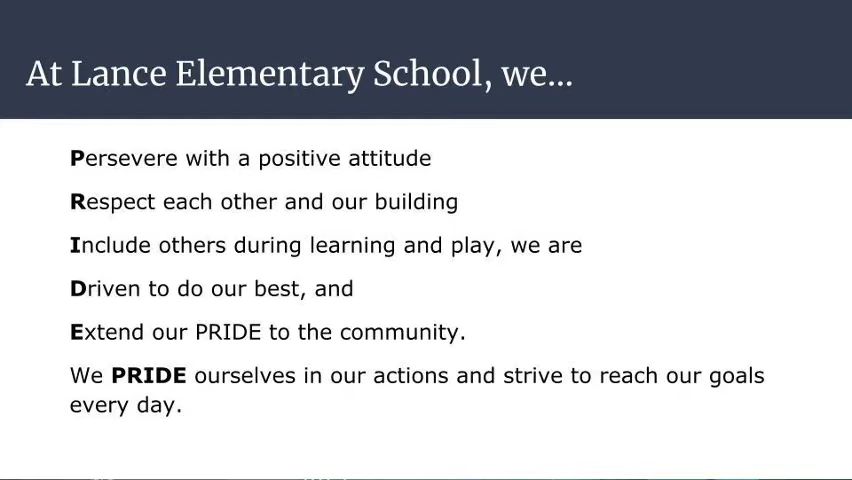 At Lance Elementary School, we...
Persevere with a positive attitude
Respect each other and our building
Include others during learning and play, we are
Driven to do our best, and
Extend our PRIDE to the community.
We PRIDE ourselves in our actions and strive to reach our goals
every day.